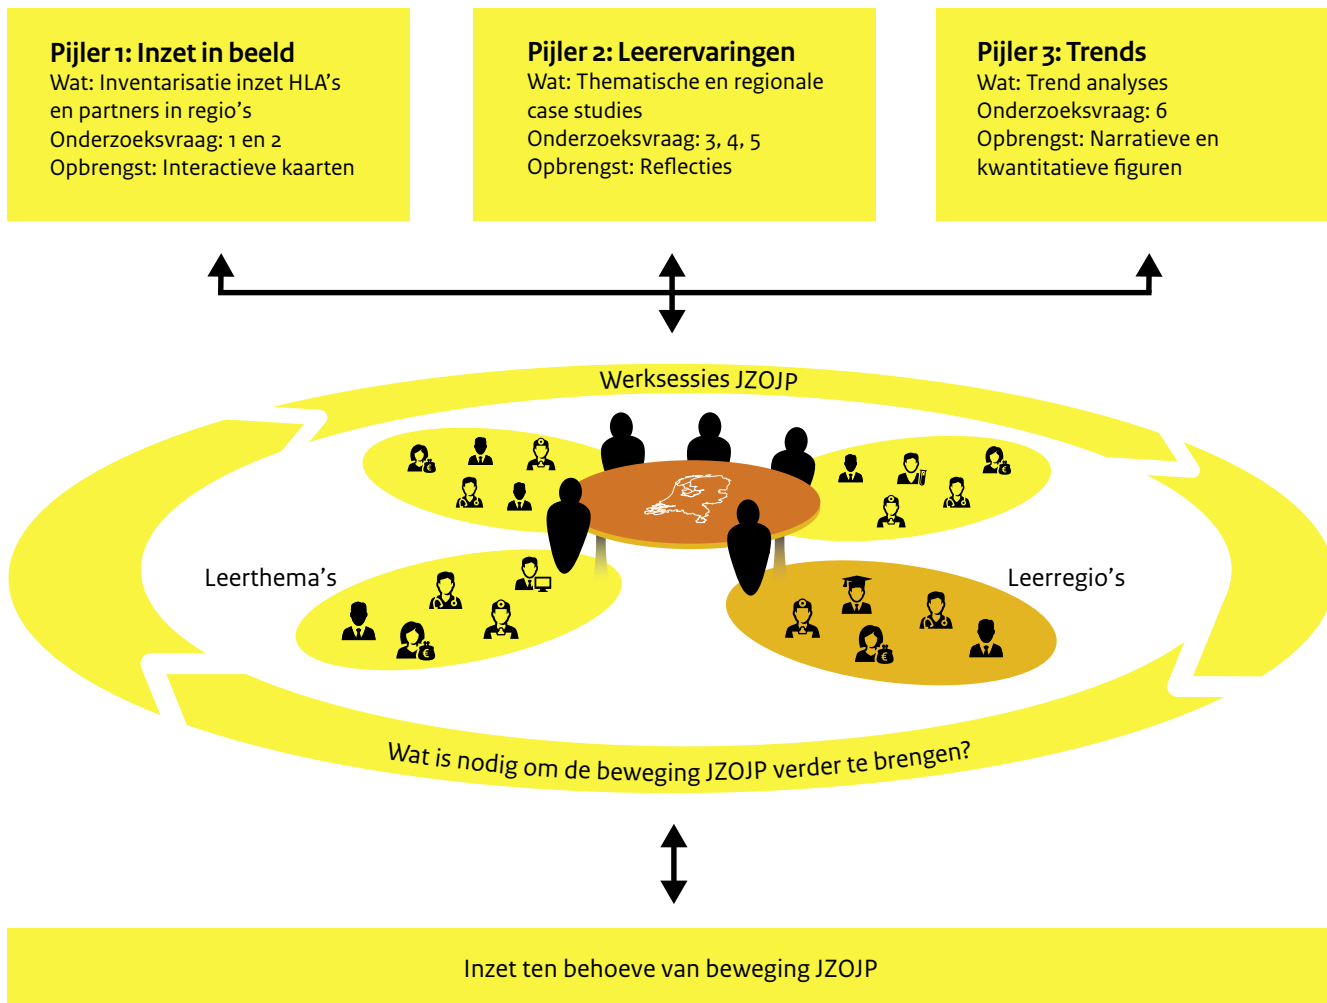 Pijler 1: Inzet in beeld
Wat: Inventarisatie inzet HLA's
en partners in regio's
Onderzoeksvraag: 1 en 2
Opbrengst: Interactieve kaarten
Pijler 2: Leerervaringen
Wat: Thematische en regionale
case studies
Onderzoeksvraag: 3, 4, 5
Opbrengst: Reflecties
Pijler 3: Trends
Wat: Trend analyses
Onderzoeksvraag: 6
Opbrengst: Narratieve en
kwantitatieve figuren
Werksessies JZOJP
Leerthema's
Leerregio's
Wat is nodig om de beweging JZOJP verder te brengen?
Inzet ten behoeve van beweging JZOJP